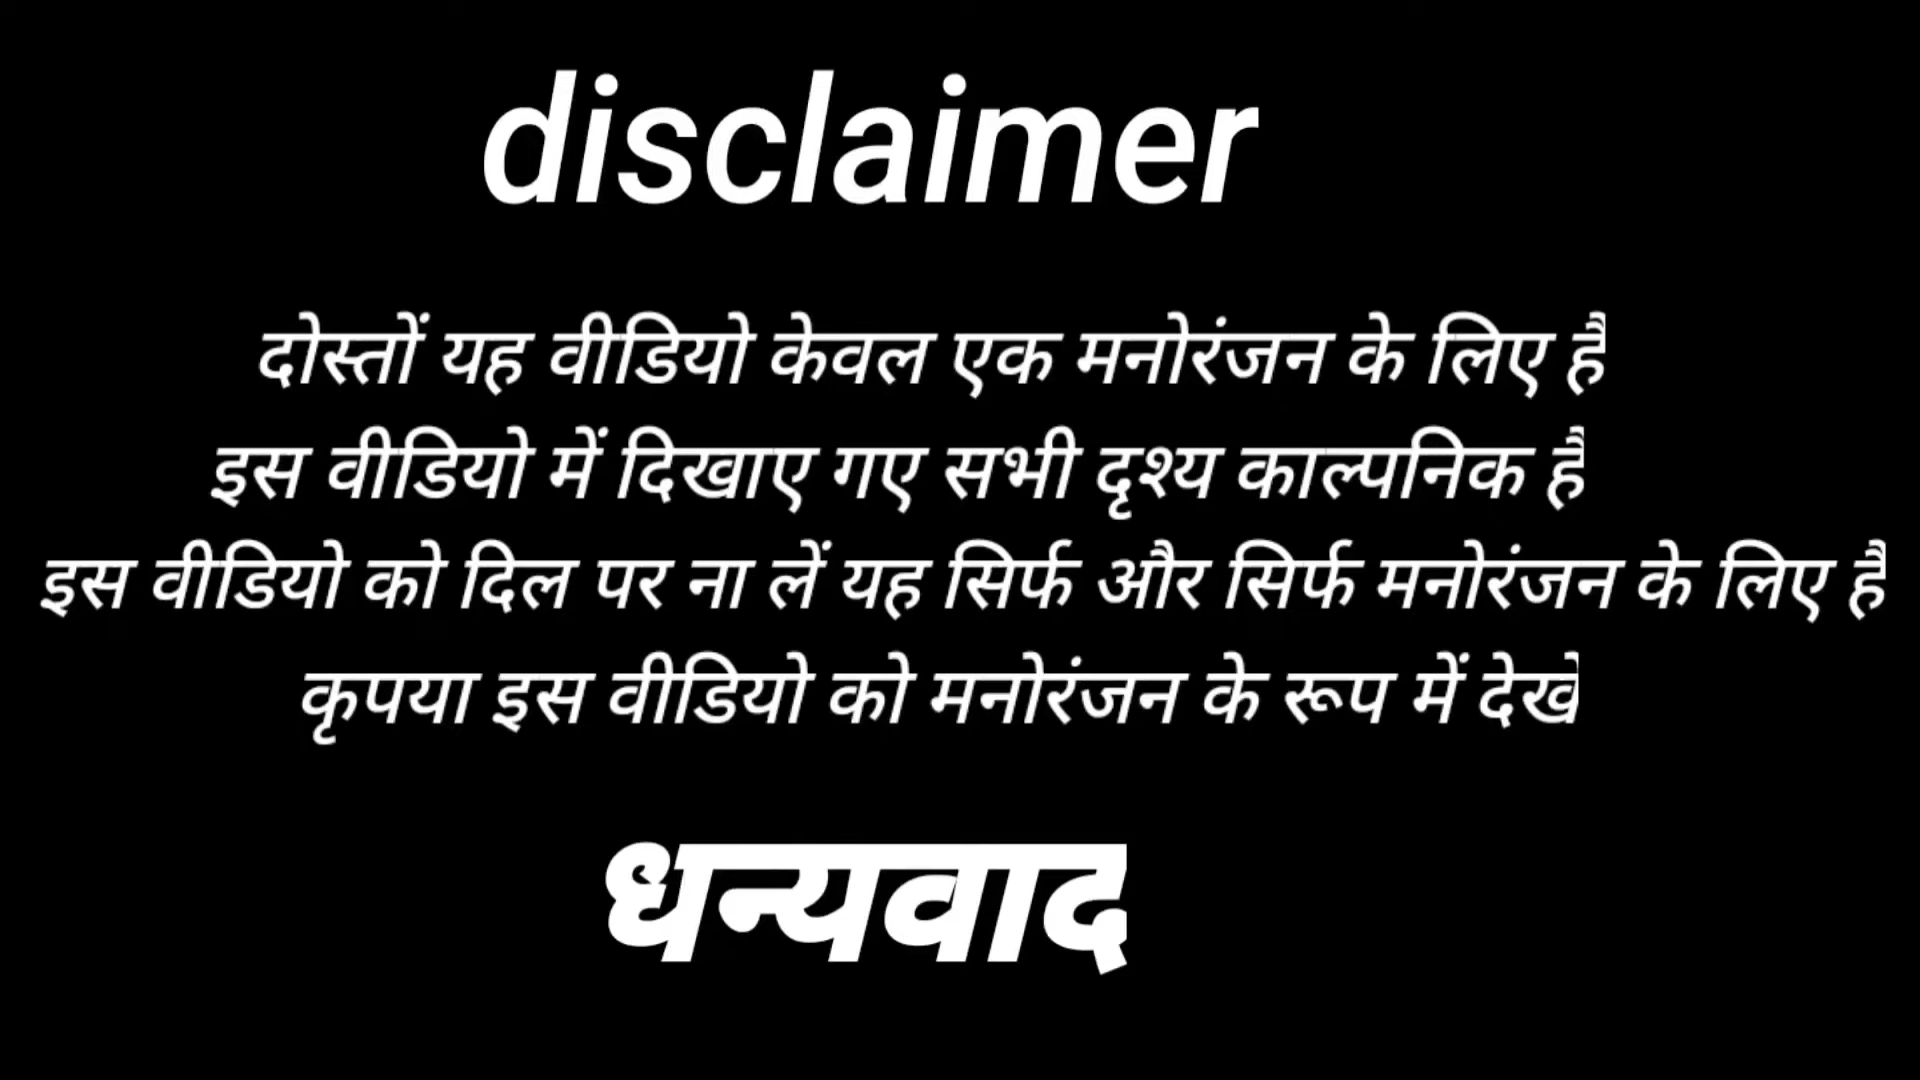 disclaimer
दोस्तों यह वीडियो केवल एक मनोरंजन के लिए है
इस वीडियो में दिखाए गए सभी दृश्य काल्पनिक है
इस वीडियो को दिल पर ना लें यह सिर्फ और सिर्फ मनोरंजन के लिए है
कृपया इस वीडियो को मनोरंजन के रूप में देखे
धन्यवाद